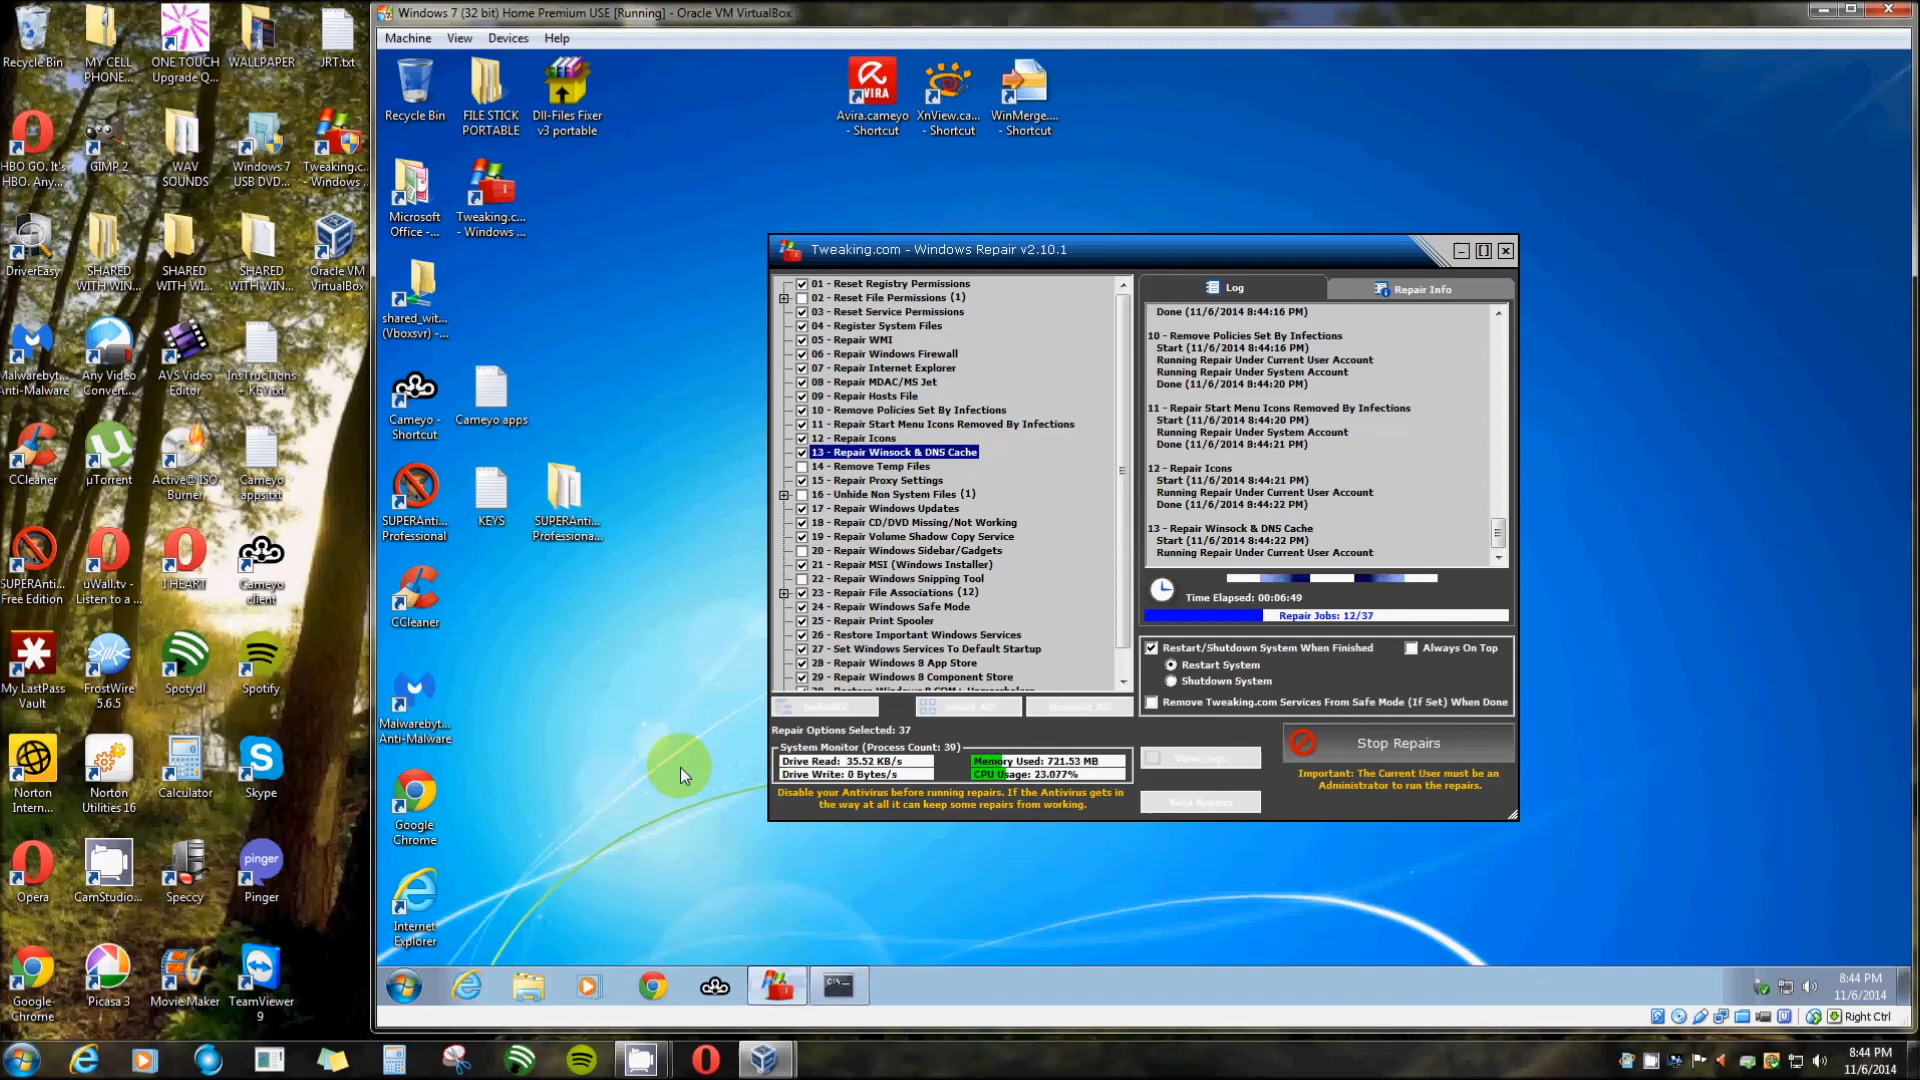 Windows 7 (32 bit) Home Premium USE [Running] - Oracle VM VirtualBox
Machine View Devices Help
Recycle Bin
MY CELL PHONE...
ONE TOUCH Upgrade Q...
WALLPAPER
JRT.txt
HBO GO. It's HBO. Any...
GIMP 2
WAV SOUNDS
Windows 7 USB DVD...
Tweaking.c... - Windows ...
DriverEasy
SHARED WITH WIN...
SHARED WITH WI...
SHARED WITH WIN...
Oracle VM VirtualBox
Malwarebyt... Anti-Malware
Any Video Convert...
AVS Video Editor
InsTrucTions + KEY.txt
CCleaner
µTorrent
Active@ ISO Burner
Cameyo apps.txt
SUPERAnti... Free Edition
uWall.tv - Listen to a ...
I HEART
Cameyo client
My LastPass Vault
FrostWire 5.6.5
Spotydl
Spotify
Norton Intern...
Norton Utilities 16
Calculator
Skype
Opera
CamStudio...
Speccy
pinger
Pinger
Google Chrome
Picasa 3
Movie Maker
TeamViewer 9
Recycle Bin
FILE STICK PORTABLE
Dll-Files Fixer v3 portable
VIRA
Avira.cameyo - Shortcut
XnView.ca... - Shortcut
WinMerge.... - Shortcut
Microsoft Office -...
Tweaking.c... - Windows ...
shared_wit... (Vboxsvr) -...
Cameyo - Shortcut
Cameyo apps
SUPERAnti... Professional
KEYS
SUPERAnti... Professiona...
CCleaner
Malwarebyt... Anti-Malware
Google Chrome
Internet Explorer
Tweaking.com - Windows Repair v2.10.1
01 - Reset Registry Permissions
02 - Reset File Permissions (1)
03 - Reset Service Permissions
04 - Register System Files
05 - Repair WMI
06 - Repair Windows Firewall
07 - Repair Internet Explorer
08 - Repair MDAC/MS Jet
09 - Repair Hosts File
10 - Remove Policies Set By Infections
11 - Repair Start Menu Icons Removed By Infections
12 - Repair Icons
13 - Repair Winsock & DNS Cache
14 - Remove Temp Files
15 - Repair Proxy Settings
16 - Unhide Non System Files (1)
17 - Repair Windows Updates
18 - Repair CD/DVD Missing/Not Working
19 - Repair Volume Shadow Copy Service
20 - Repair Windows Sidebar/Gadgets
21 - Repair MSI (Windows Installer)
22 - Repair Windows Snipping Tool
23 - Repair File Associations (12)
24 - Repair Windows Safe Mode
25 - Repair Print Spooler
26 - Restore Important Windows Services
27 - Set Windows Services To Default Startup
28 - Repair Windows 8 App Store
29 - Repair Windows 8 Component Store
Repair Options Selected: 37
System Monitor (Process Count: 39)
Drive Read: 35.52 KB/s
Memory Used: 721.53 MB
Drive Write: 0 Bytes/s
CPU Usage: 23.077%
Disable your Antivirus before running repairs. If the Antivirus gets in
the way at all it can keep some repairs from working.
Log
Repair Info
Done (11/6/2014 8:44:16 PM)
10 - Remove Policies Set By Infections
Start (11/6/2014 8:44:16 PM)
Running Repair Under Current User Account
Running Repair Under System Account
Done (11/6/2014 8:44:20 PM)
11 - Repair Start Menu Icons Removed By Infections
Start (11/6/2014 8:44:20 PM)
Running Repair Under System Account
Done (11/6/2014 8:44:21 PM)
12 - Repair Icons
Start (11/6/2014 8:44:21 PM)
Running Repair Under Current User Account
Done (11/6/2014 8:44:22 PM)
13 - Repair Winsock & DNS Cache
Start (11/6/2014 8:44:22 PM)
Running Repair Under Current User Account
Time Elapsed: 00:06:49
Repair Jobs: 12/37
Restart/Shutdown System When Finished
Always On Top
Restart System
Shutdown System
Remove Tweaking.com Services From Safe Mode (If Set) When Done
View Logs
Stop Repairs
Important: The Current User must be an
Administrator to run the repairs.
Beta Repairs
8:44 PM
11/6/2014
Right Ctrl
8:44 PM
11/6/2014